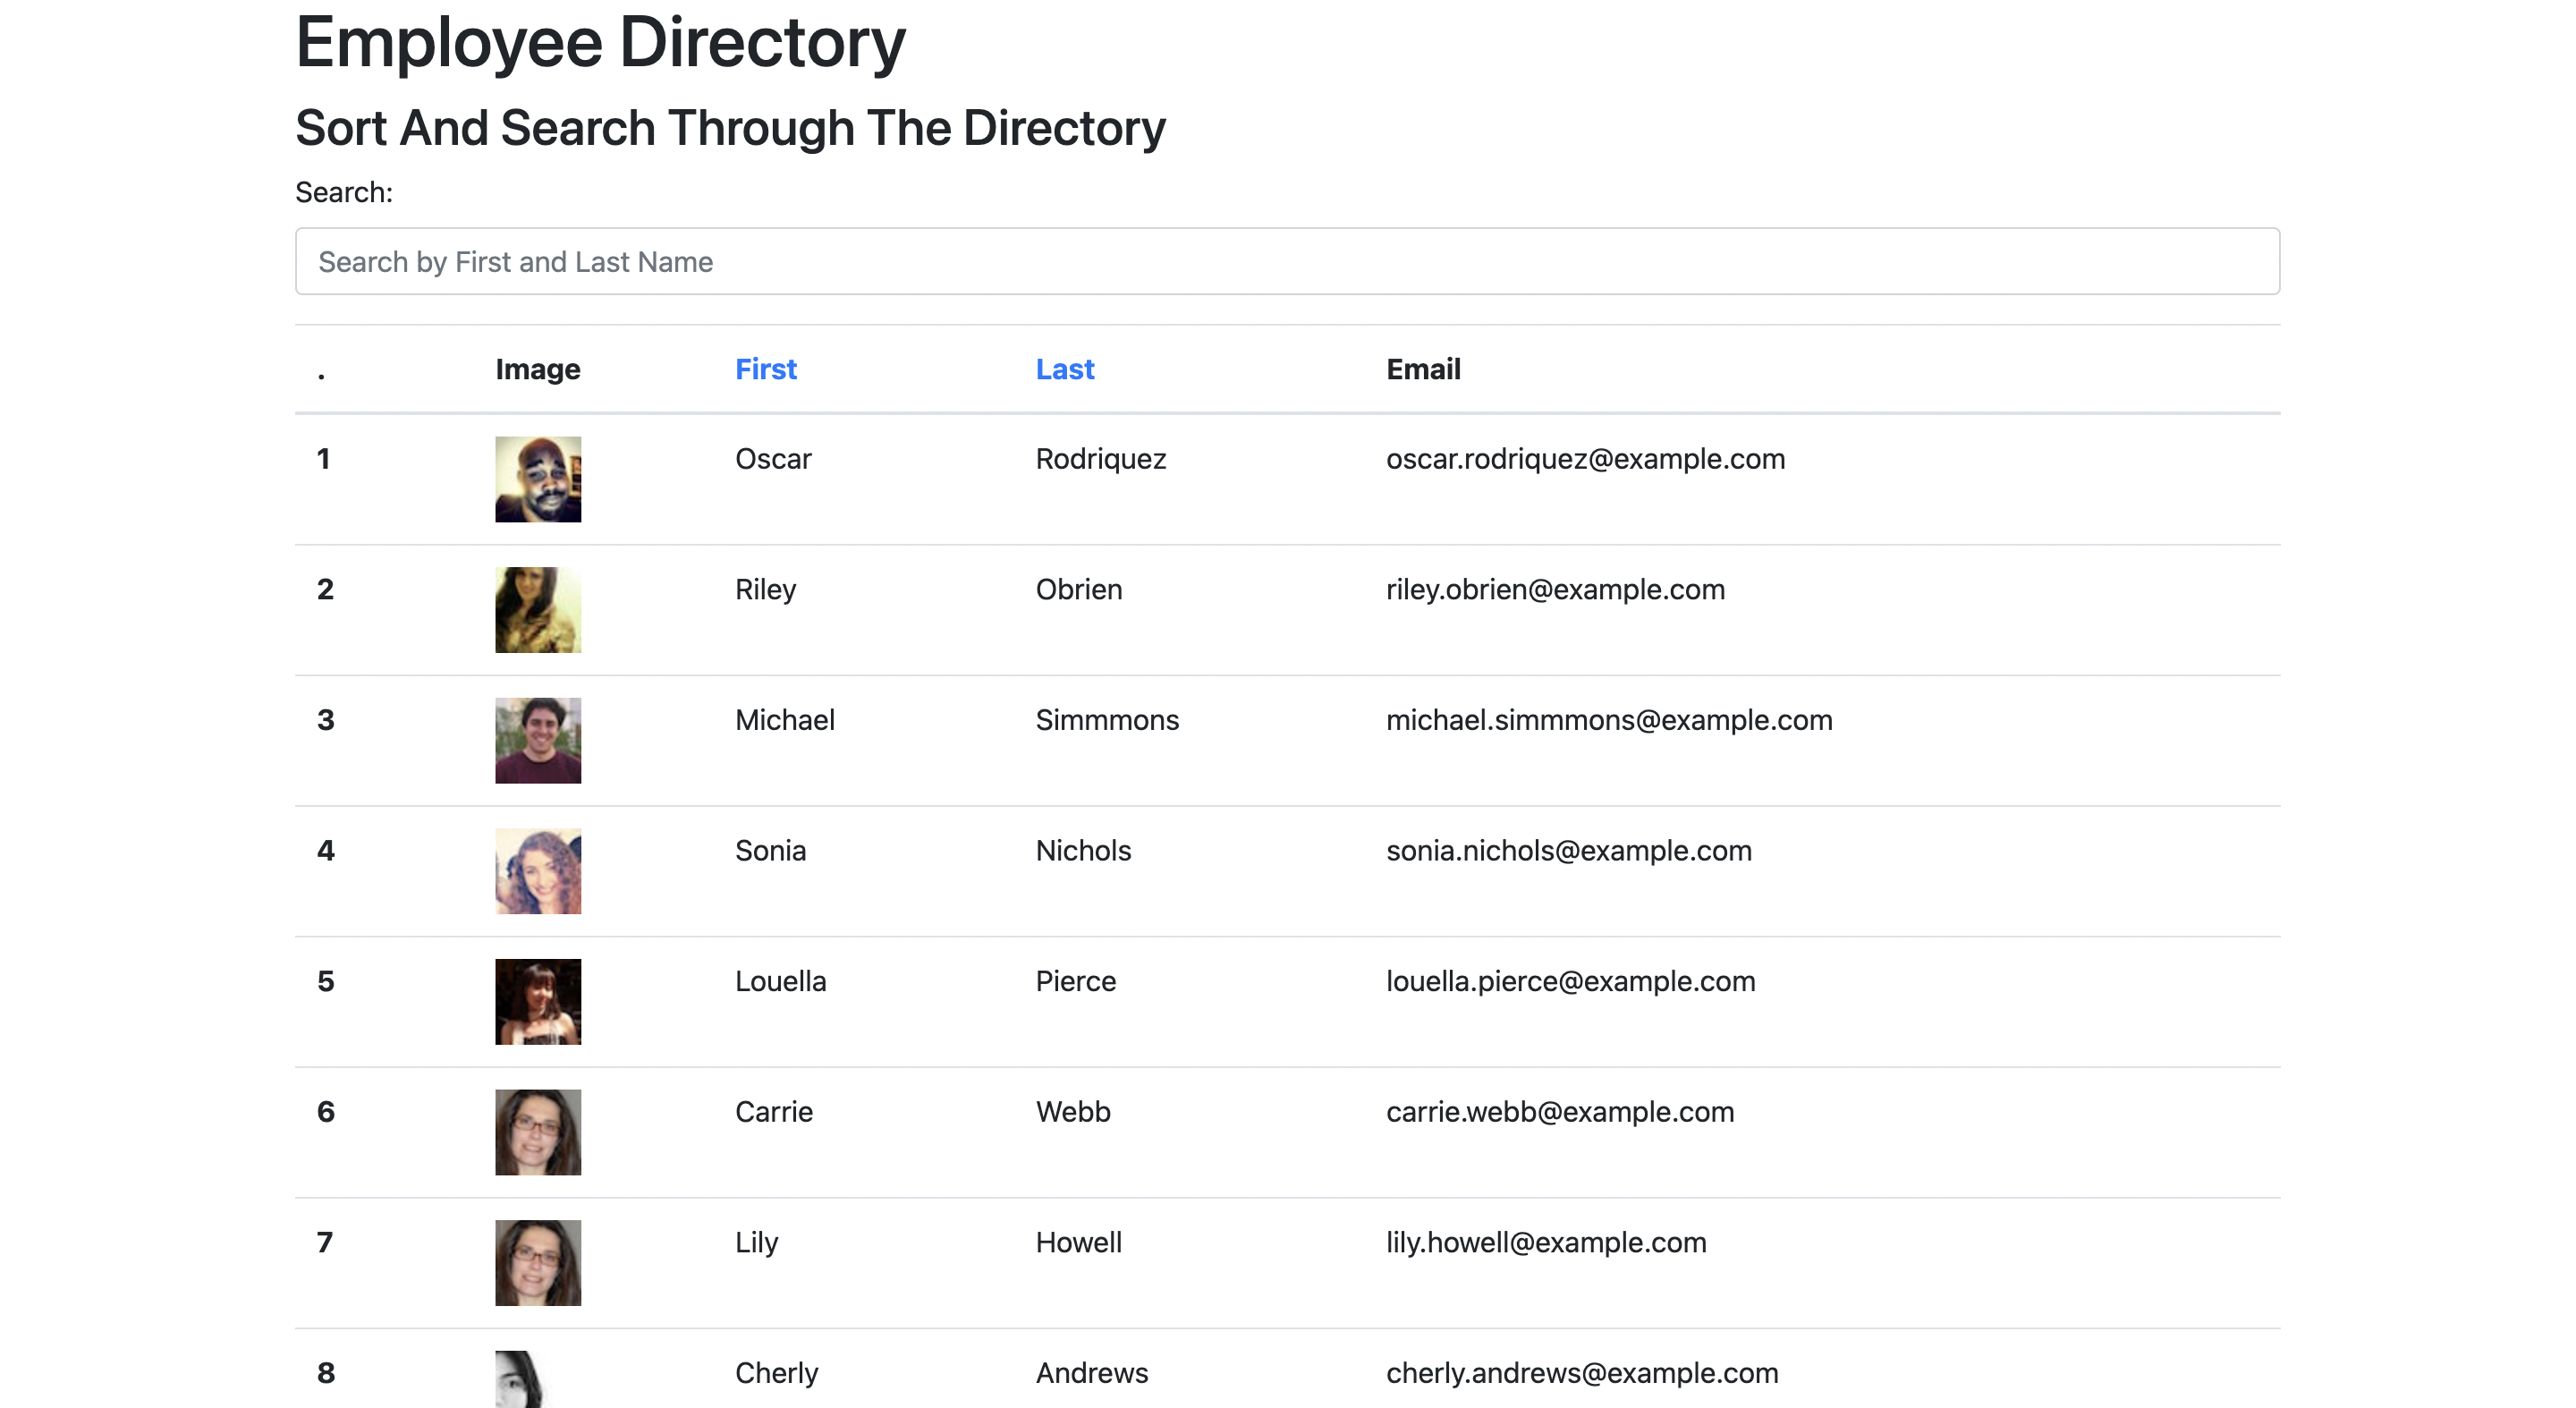 Employee Directory
Sort And Search Through The Directory
Search:
Search by First and Last Name
. Image First Last Email
1 Oscar Rodriquez oscar.rodriquez@example.com
2 Riley Obrien riley.obrien@example.com
3 Michael Simmmons michael.simmmons@example.com
4 Sonia Nichols sonia.nichols@example.com
5 Louella Pierce louella.pierce@example.com
6 Carrie Webb carrie.webb@example.com
7 Lily Howell lily.howell@example.com
8 Cherly Andrews cherly.andrews@example.com